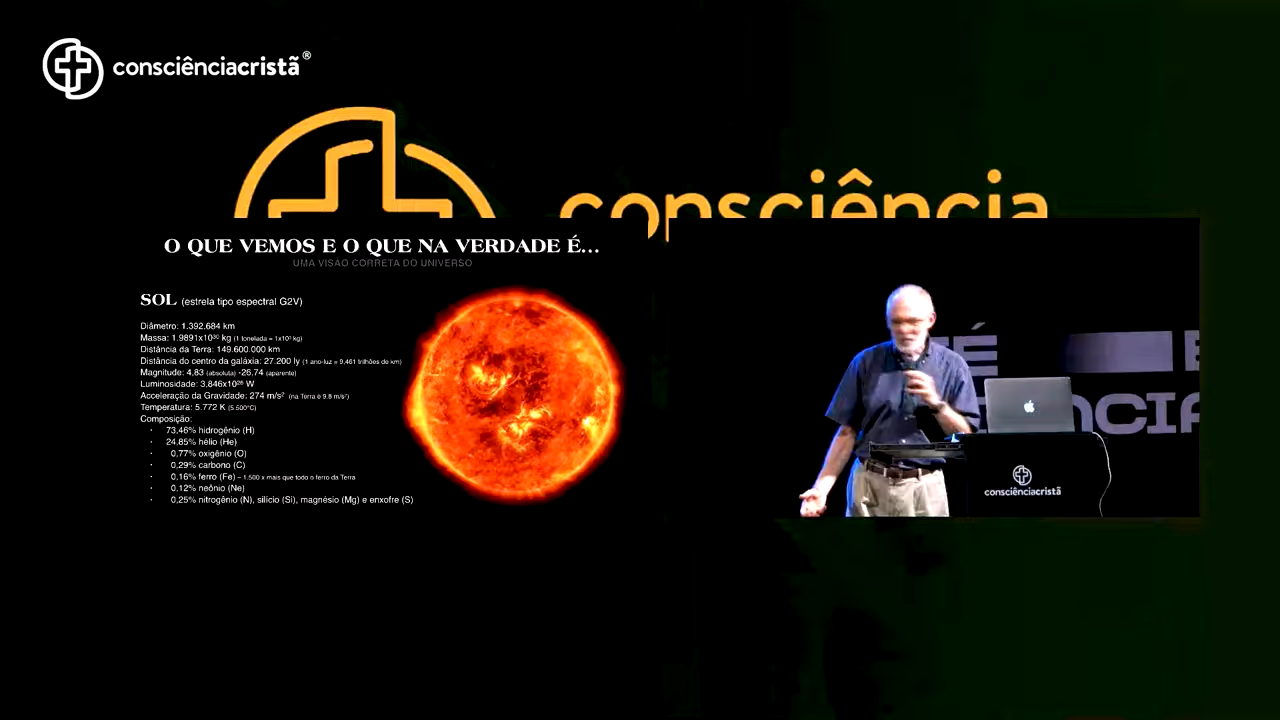 consciênciacristã®
consciência
O QUE VEMOS E O QUE NA VERDADE É...
UMA VISÃO CORRETA DO UNIVERSO
SOL (estrela tipo espectral G2V)
Diâmetro: 1.392.684 km
Massa: 1.9891x10³⁰ kg (1 tonelada = 1x10³ kg)
Distância da Terra: 149.600.000 km
Distância do centro da galáxia: 27.200 ly (1 ano-luz = 9,461 trilhões de km)
Magnitude: 4,83 (absoluta) -26,74 (aparente)
Luminosidade: 3,846x10²⁶ W
Aceleração da Gravidade: 274 m/s² (na Terra é 9.8 m/s²)
Temperatura: 5.772 K (5.500°C)
Composição:
· 73,46% hidrogênio (H)
· 24,85% hélio (He)
· 0,77% oxigênio (O)
· 0,29% carbono (C)
· 0,16% ferro (Fe) ~ 1.500 x mais que todo o ferro da Terra
· 0,12% neônio (Ne)
· 0,25% nitrogênio (N), silício (Si), magnésio (Mg) e enxofre (S)
É
consciênciacristã